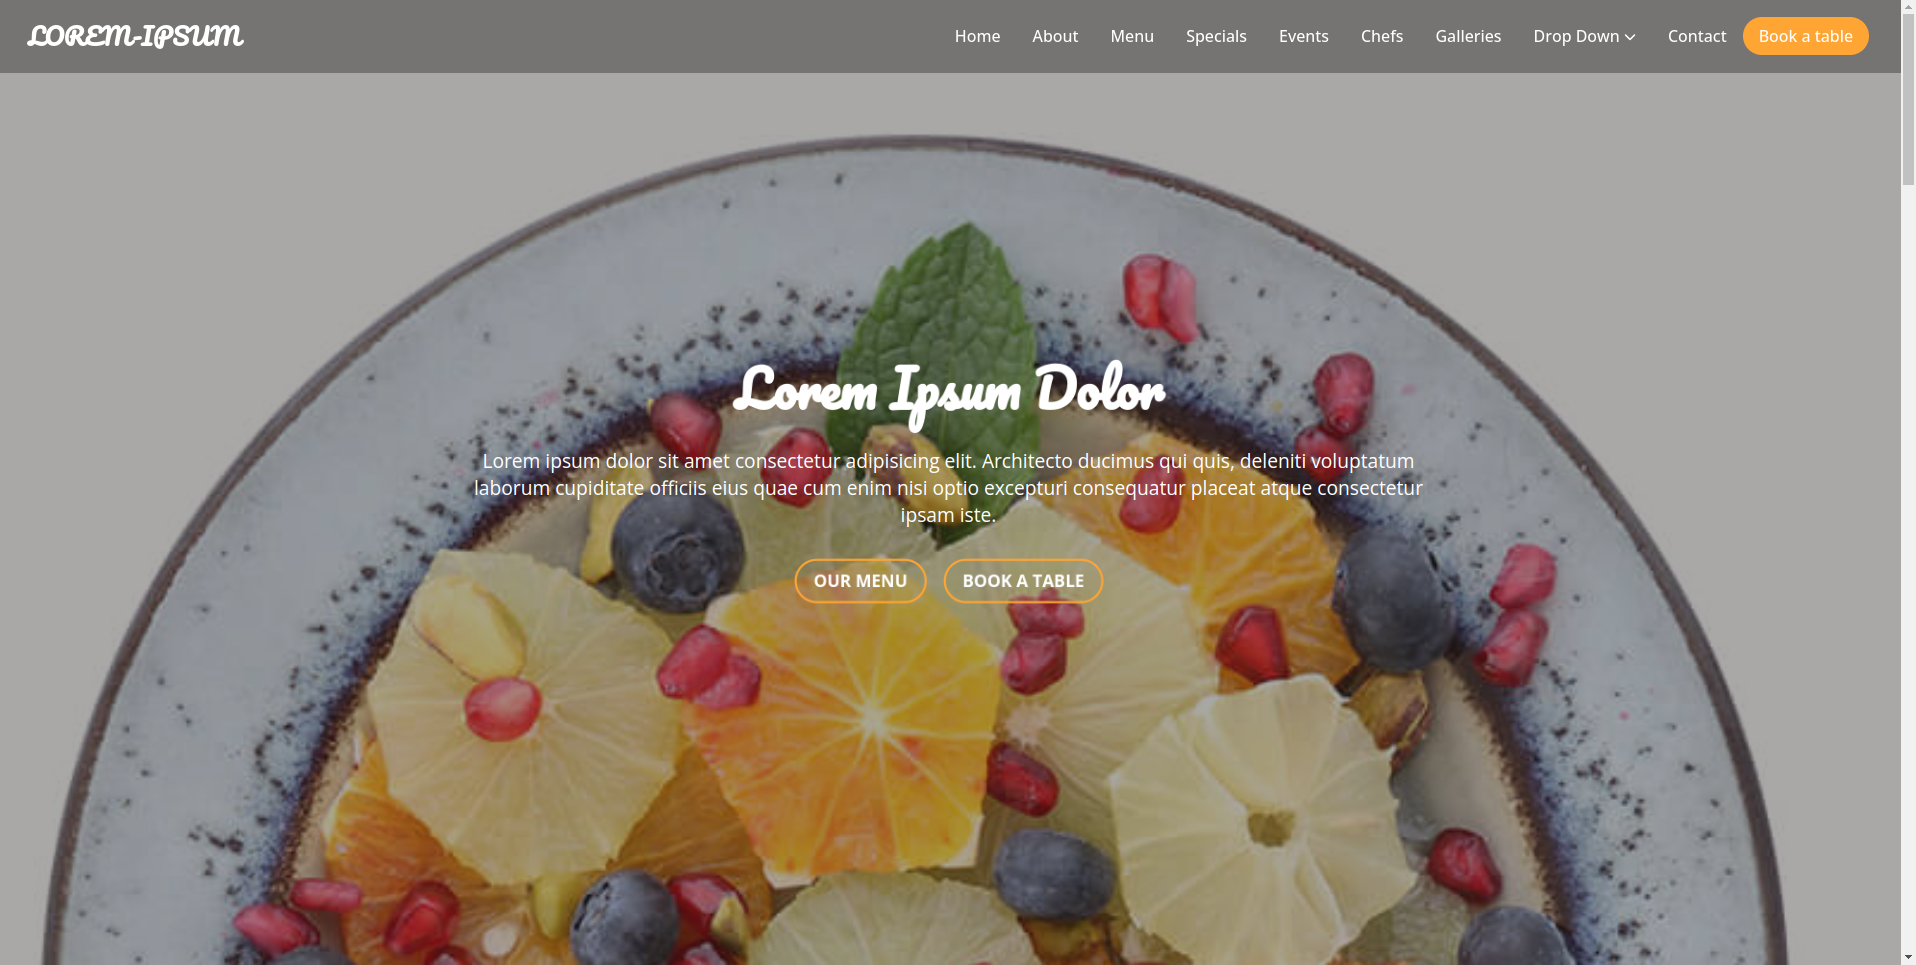 LOREM-IPSUM
Home About Menu Specials Events Chefs Galleries Drop Down Contact Book a table
Lorem Ipsum Dolor
Lorem ipsum dolor sit amet consectetur adipisicing elit. Architecto ducimus qui quis, deleniti voluptatum
laborum cupiditate officiis eius quae cum enim nisi optio excepturi consequatur placeat atque consectetur
ipsam iste.
OUR MENU BOOK A TABLE